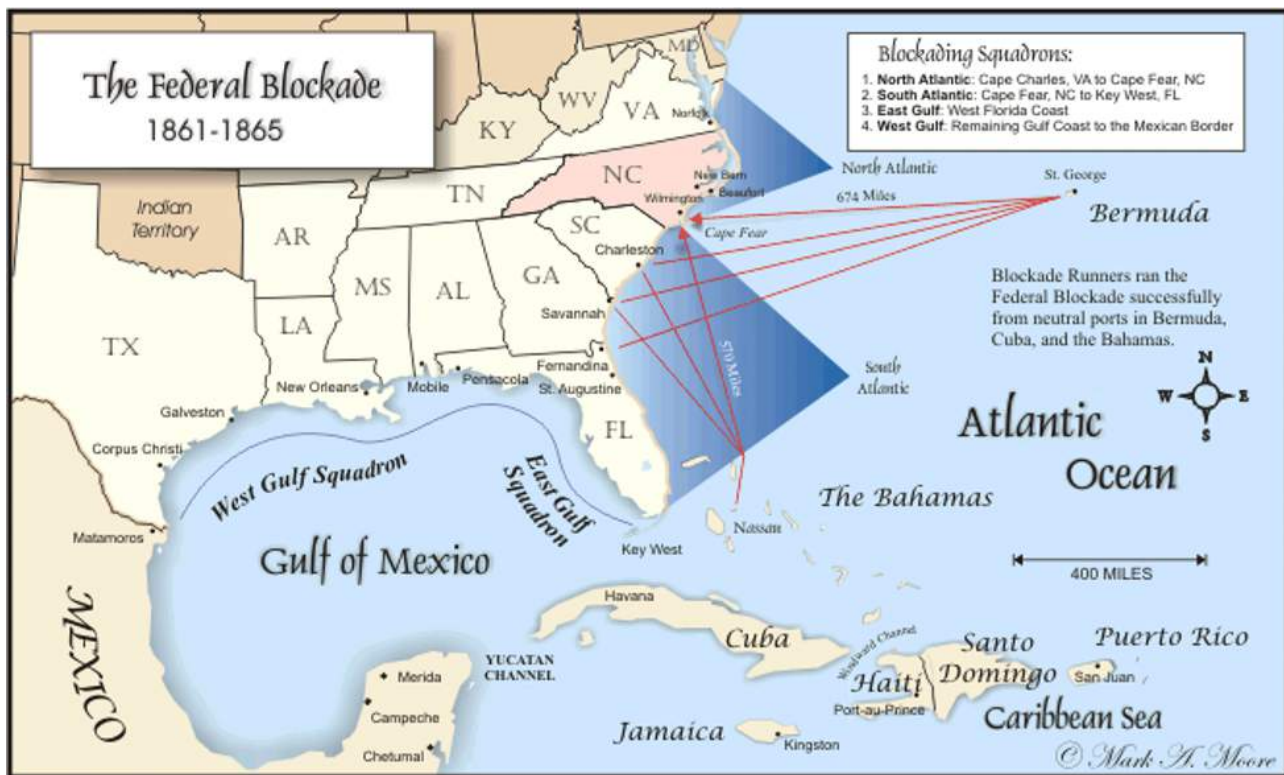 The Federal Blockade
1861-1865
Blockading Squadrons:
1. North Atlantic: Cape Charles, VA to Cape Fear, NC
2. South Atlantic: Cape Fear, NC to Key West, FL
3. East Gulf: West Florida Coast
4. West Gulf: Remaining Gulf Coast to the Mexican Border
MD
WV
VA
KY
Norfolk
North Atlantic
St. George
NC
New Bern
TN
Wilmington
Beaufort
674 Miles
Bermuda
Indian
Territory
AR
SC
Cape Fear
Charleston
MS
AL
GA
Blockade Runners ran the
Federal Blockade successfully
from neutral ports in Bermuda,
Cuba, and the Bahamas.
LA
Savannah
TX
570 Miles
N
W
E
S
Fernandina
South
Atlantic
New Orleans
Mobile
Pensacola
St. Augustine
Galveston
FL
Atlantic
Ocean
Corpus Christi
West Gulf Squadron
East Gulf
Squadron
The Bahamas
Matamoros
Nassan
Gulf of Mexico
Key West
400 MILES
MEXICO
Havana
Cuba
Windward Channel
Santo
Domingo
Puerto Rico
YUCATAN
CHANNEL
Merida
Haiti
San Juan
Campeche
Port-au-Prince
Caribbean Sea
Jamaica
Kingston
Chetumal
© Mark A. Moore